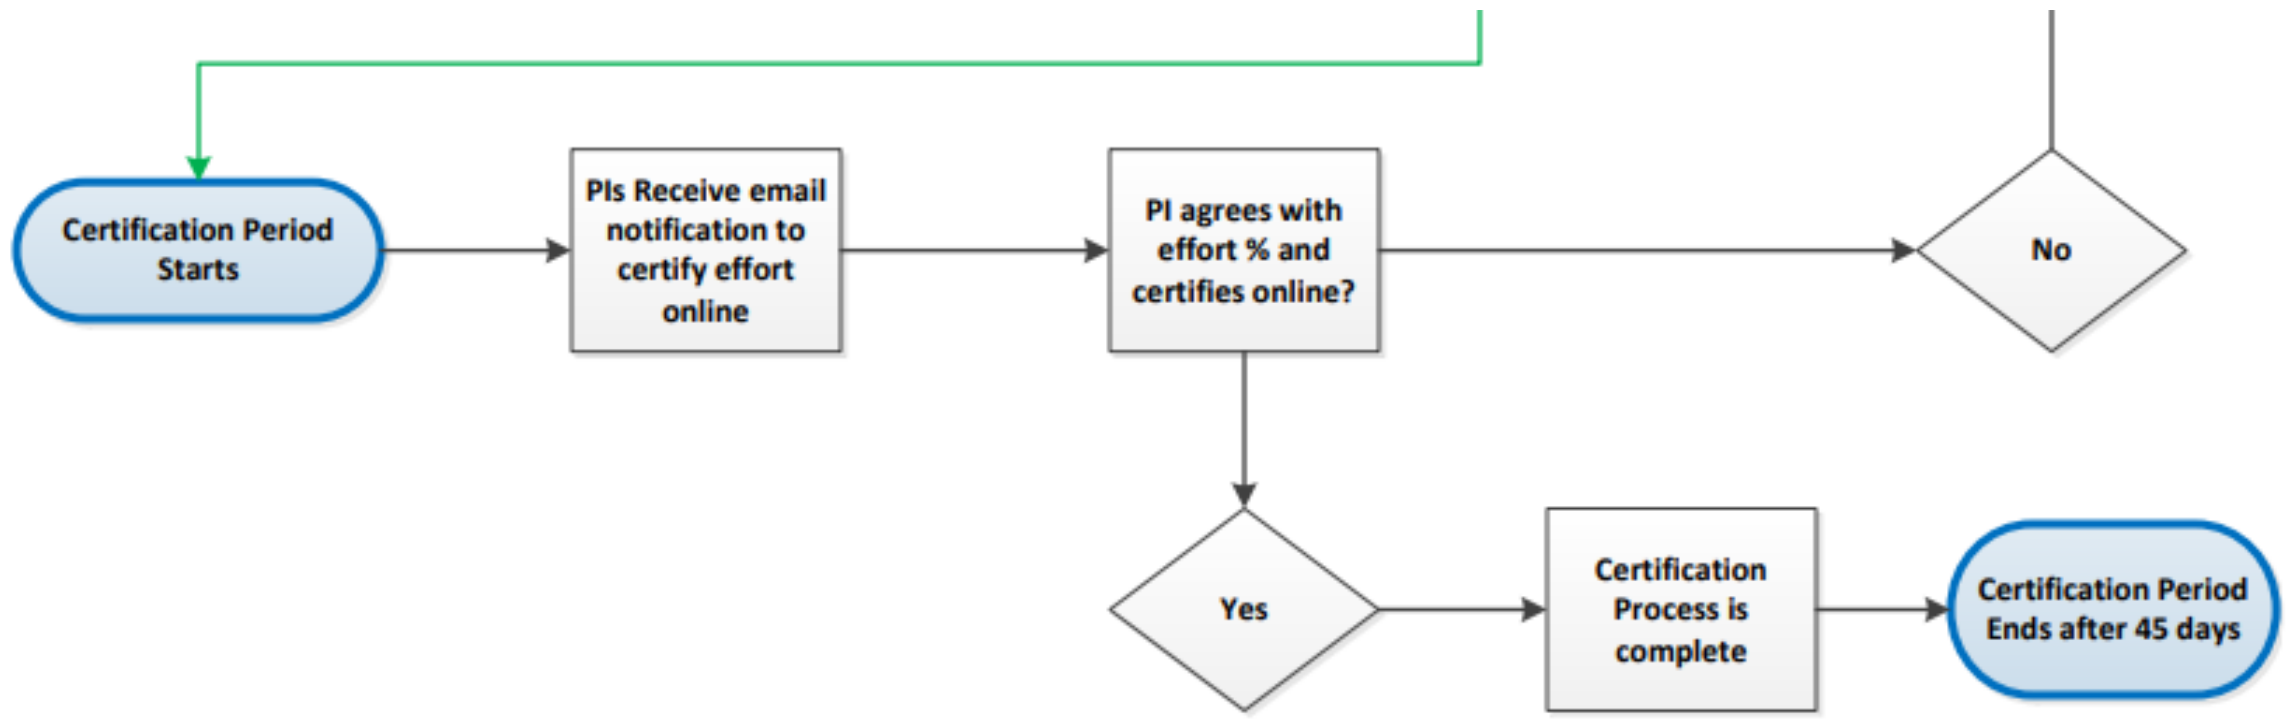 Certification Period
Starts
PIs Receive email
notification to
certify effort
online
PI agrees with
effort % and
certifies online?
No
Yes
Certification
Process is
complete
Certification Period
Ends after 45 days